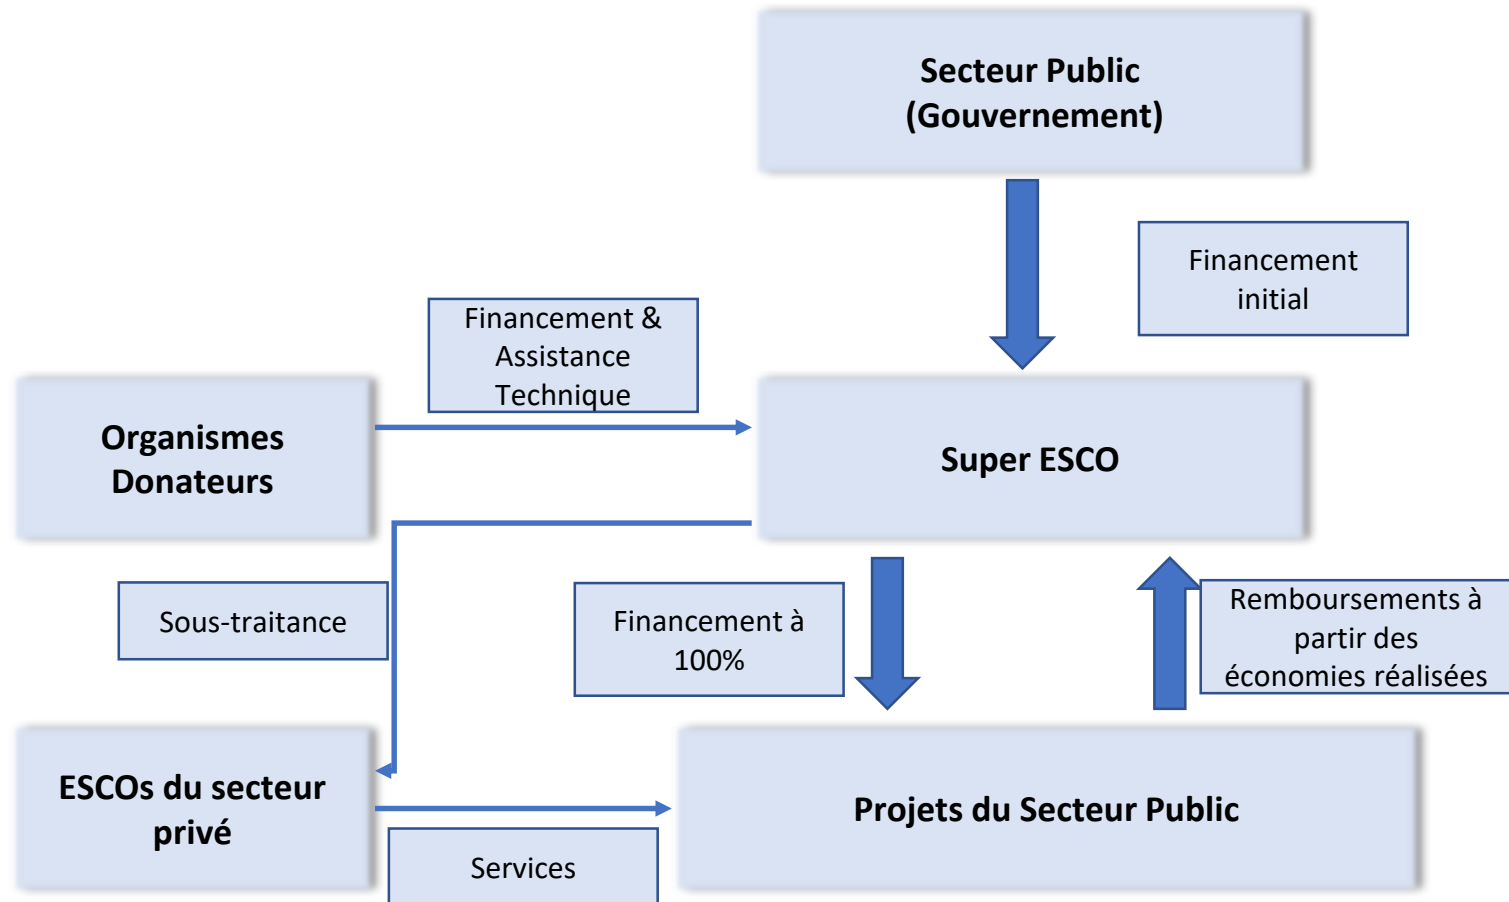 Secteur Public
(Gouvernement)
Financement
initial
Financement &
Assistance
Technique
Organismes
Donateurs
Super ESCO
Sous-traitance
Financement à
100%
Remboursements à
partir des
économies réalisées
ESCOs du secteur
privé
Projets du Secteur Public
Services